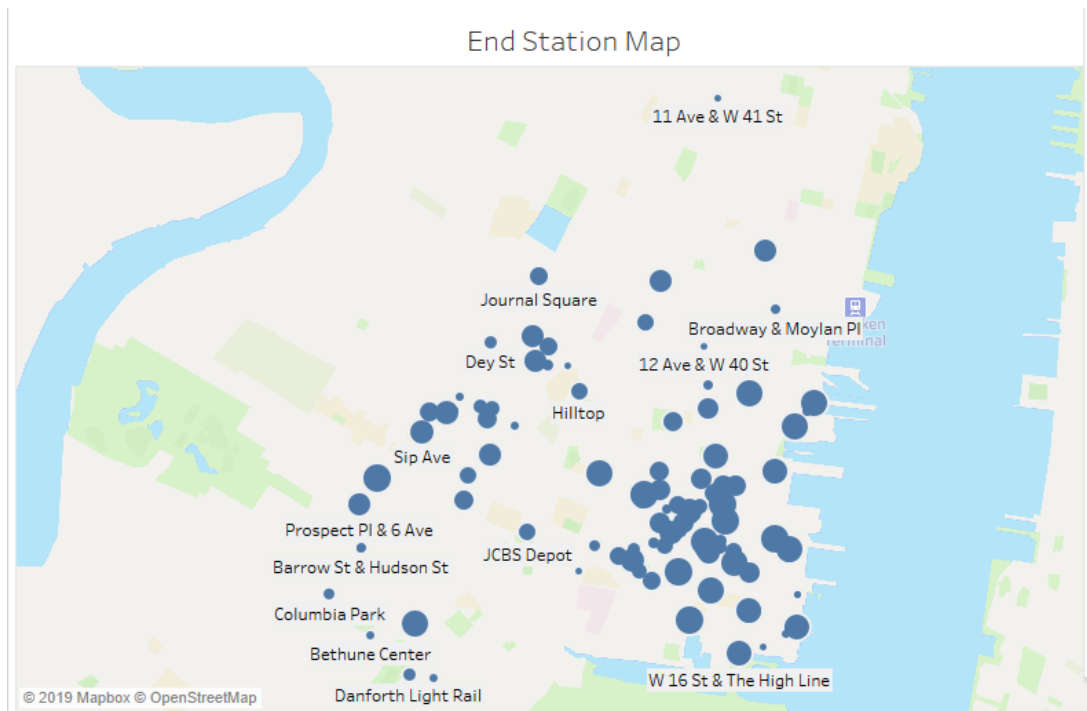 End Station Map
11 Ave & W 41 St
Journal Square
Broadway & Moylan Pl
Terminal
Dey St
12 Ave & W 40 St
Hilltop
Sip Ave
Prospect Pl & 6 Ave
JCBS Depot
Barrow St & Hudson St
Columbia Park
Bethune Center
W 16 St & The High Line
Danforth Light Rail
© 2019 Mapbox © OpenStreetMap